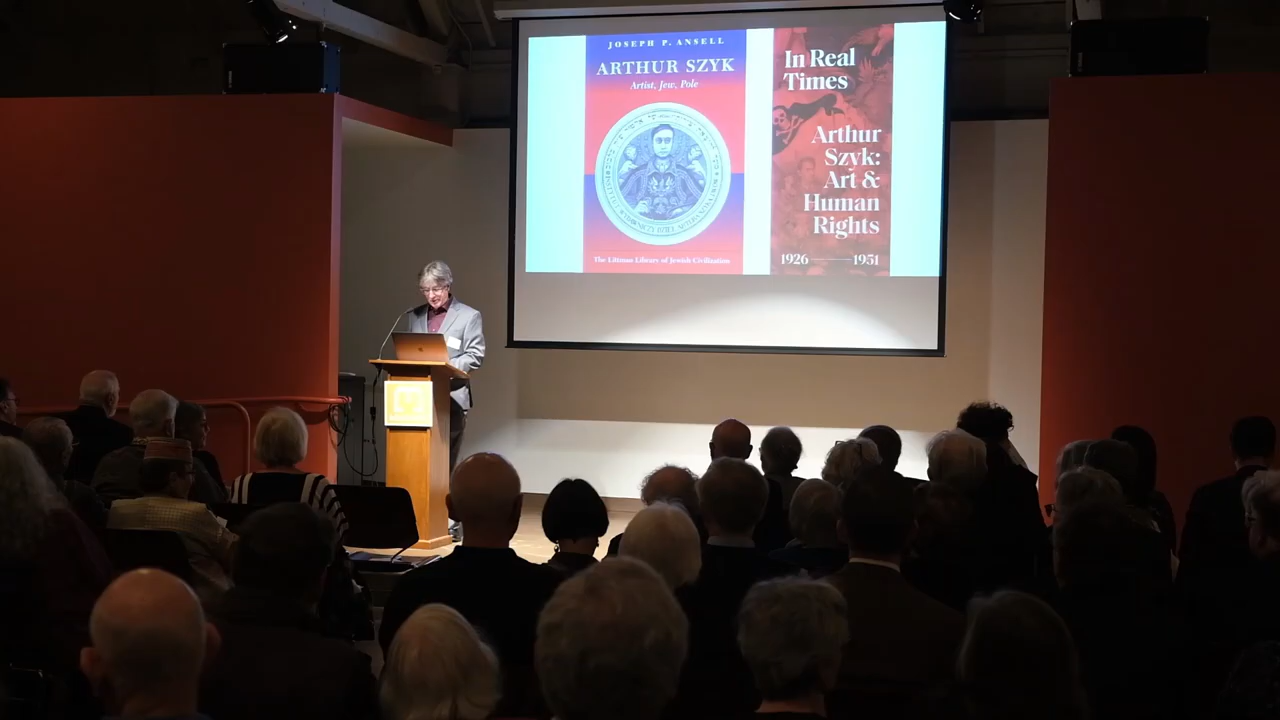 JOSEPH P. ANSELL
ARTHUR SZYK
Artist, Jew, Pole
The Littman Library of Jewish Civilization
In Real
Times
Arthur
Szyk:
Art &
Human
Rights
1926 — 1951